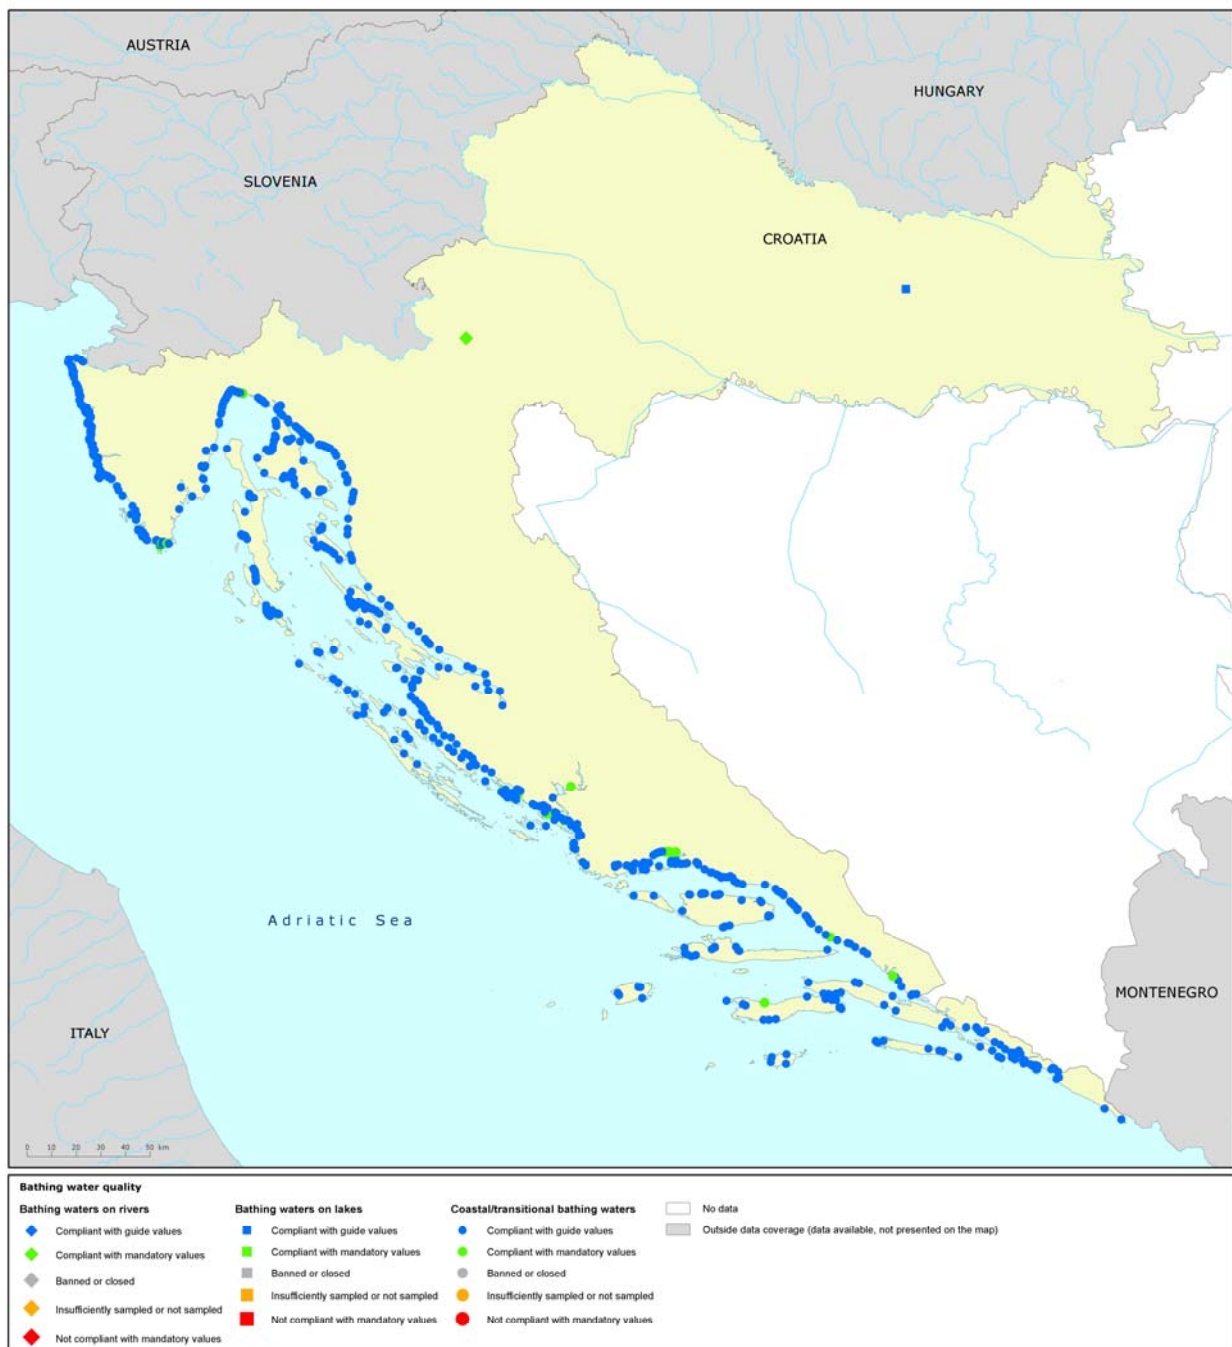 AUSTRIA
HUNGARY
SLOVENIA
CROATIA
Adriatic Sea
MONTENEGRO
ITALY
0 10 20 30 40 50 km
Bathing water quality
Bathing waters on rivers
Compliant with guide values
Compliant with mandatory values
Banned or closed
Insufficiently sampled or not sampled
Not compliant with mandatory values
Bathing waters on lakes
Compliant with guide values
Compliant with mandatory values
Banned or closed
Insufficiently sampled or not sampled
Not compliant with mandatory values
Coastal/transitional bathing waters
Compliant with guide values
Compliant with mandatory values
Banned or closed
Insufficiently sampled or not sampled
Not compliant with mandatory values
No data
Outside data coverage (data available, not presented on the map)